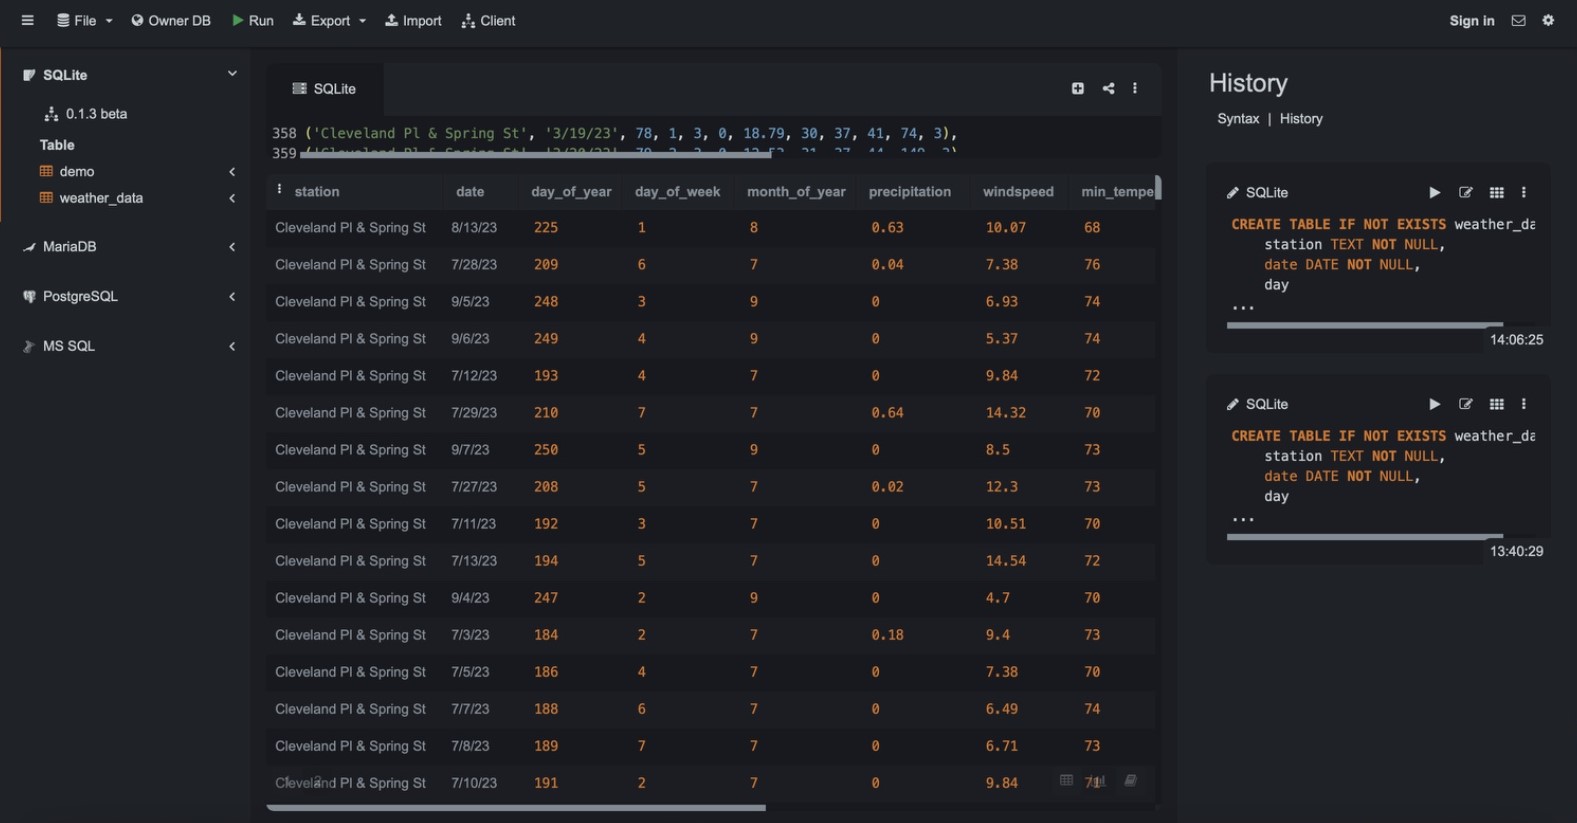 File Owner DB Run Export Import Client Sign in
SQLite
0.1.3 beta
Table
demo
weather_data
MariaDB
PostgreSQL
MS SQL
SQLite
358 ('Cleveland Pl & Spring St', '3/19/23', 78, 1, 3, 0, 18.79, 30, 37, 41, 74, 3),
359
station date day_of_year day_of_week month_of_year precipitation windspeed min_tempe
Cleveland Pl & Spring St 8/13/23 225 1 8 0.63 10.07 68
Cleveland Pl & Spring St 7/28/23 209 6 7 0.04 7.38 76
Cleveland Pl & Spring St 9/5/23 248 3 9 0 6.93 74
Cleveland Pl & Spring St 9/6/23 249 4 9 0 5.37 74
Cleveland Pl & Spring St 7/12/23 193 4 7 0 9.84 72
Cleveland Pl & Spring St 7/29/23 210 7 7 0.64 14.32 70
Cleveland Pl & Spring St 9/7/23 250 5 9 0 8.5 73
Cleveland Pl & Spring St 7/27/23 208 5 7 0.02 12.3 73
Cleveland Pl & Spring St 7/11/23 192 3 7 0 10.51 70
Cleveland Pl & Spring St 7/13/23 194 5 7 0 14.54 72
Cleveland Pl & Spring St 9/4/23 247 2 9 0 4.7 70
Cleveland Pl & Spring St 7/3/23 184 2 7 0.18 9.4 73
Cleveland Pl & Spring St 7/5/23 186 4 7 0 7.38 70
Cleveland Pl & Spring St 7/7/23 188 6 7 0 6.49 74
Cleveland Pl & Spring St 7/8/23 189 7 7 0 6.71 73
Cleveland Pl & Spring St 7/10/23 191 2 7 0 9.84 71
History
Syntax | History
SQLite
CREATE TABLE IF NOT EXISTS weather_da
station TEXT NOT NULL,
date DATE NOT NULL,
day
...
14:06:25
SQLite
CREATE TABLE IF NOT EXISTS weather_da
station TEXT NOT NULL,
date DATE NOT NULL,
day
...
13:40:29